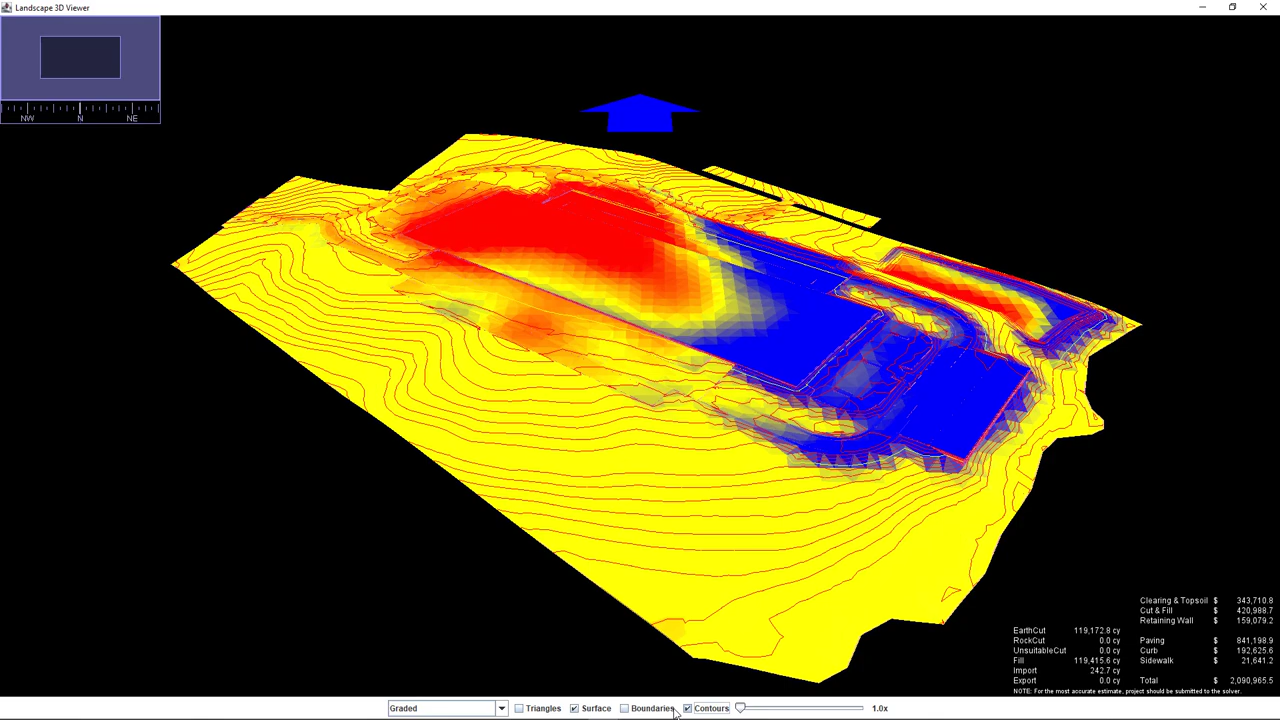 Landscape 3D Viewer
NW N NE
Clearing & Topsoil $ 343,710.8
Cut & Fill $ 420,988.7
Retaining Wall $ 159,079.2
EarthCut 119,172.8 cy
RockCut 0.0 cy Paving $ 841,198.9
UnsuitableCut 0.0 cy Curb $ 192,625.6
Fill 119,415.6 cy Sidewalk $ 21,641.2
Import 242.7 cy
Export 0.0 cy Total $ 2,090,965.5
NOTE: For the most accurate estimate, project should be submitted to the solver.
Graded Triangles Surface Boundaries Contours 1.0x